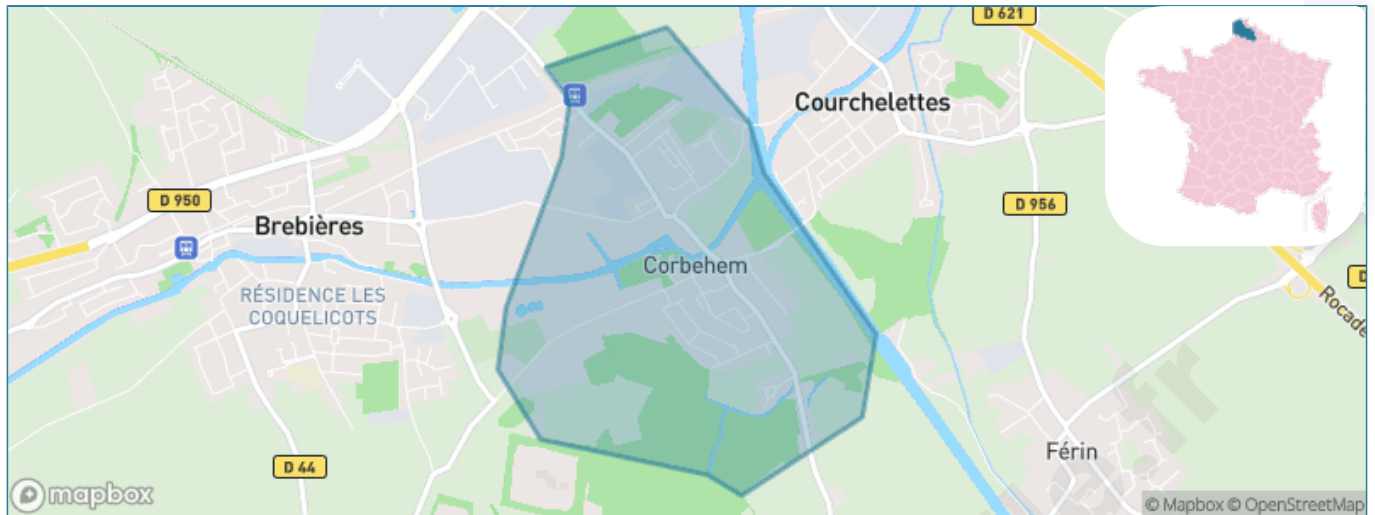 D 621
Courchelettes
D 950
Brebières
D 956
Corbehem
RÉSIDENCE LES
COQUELICOTS
Rocade
D 44
Férin
mapbox
© Mapbox © OpenStreetMap